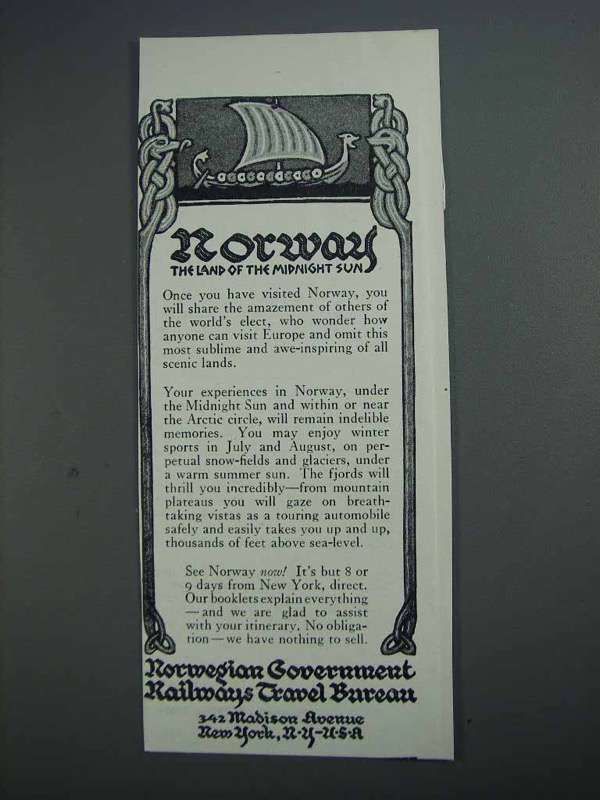 Norway
THE LAND OF THE MIDNIGHT SUN
Once you have visited Norway, you
will share the amazement of others of
the world's elect, who wonder how
anyone can visit Europe and omit this
most sublime and awe-inspiring of all
scenic lands.
Your experiences in Norway, under
the Midnight Sun and within or near
the Arctic circle, will remain indelible
memories. You may enjoy winter
sports in July and August, on per-
petual snow-fields and glaciers, under
a warm summer sun. The fjords will
thrill you incredibly—from mountain
plateaus you will gaze on breath-
taking vistas as a touring automobile
safely and easily takes you up and up,
thousands of feet above sea-level.
See Norway now! It's but 8 or
9 days from New York, direct.
Our booklets explain everything
—and we are glad to assist
with your itinerary. No obliga-
tion—we have nothing to sell.
Norwegian Government
Railways Travel Bureau
342 Madison Avenue
New York, N·Y–U·S·A